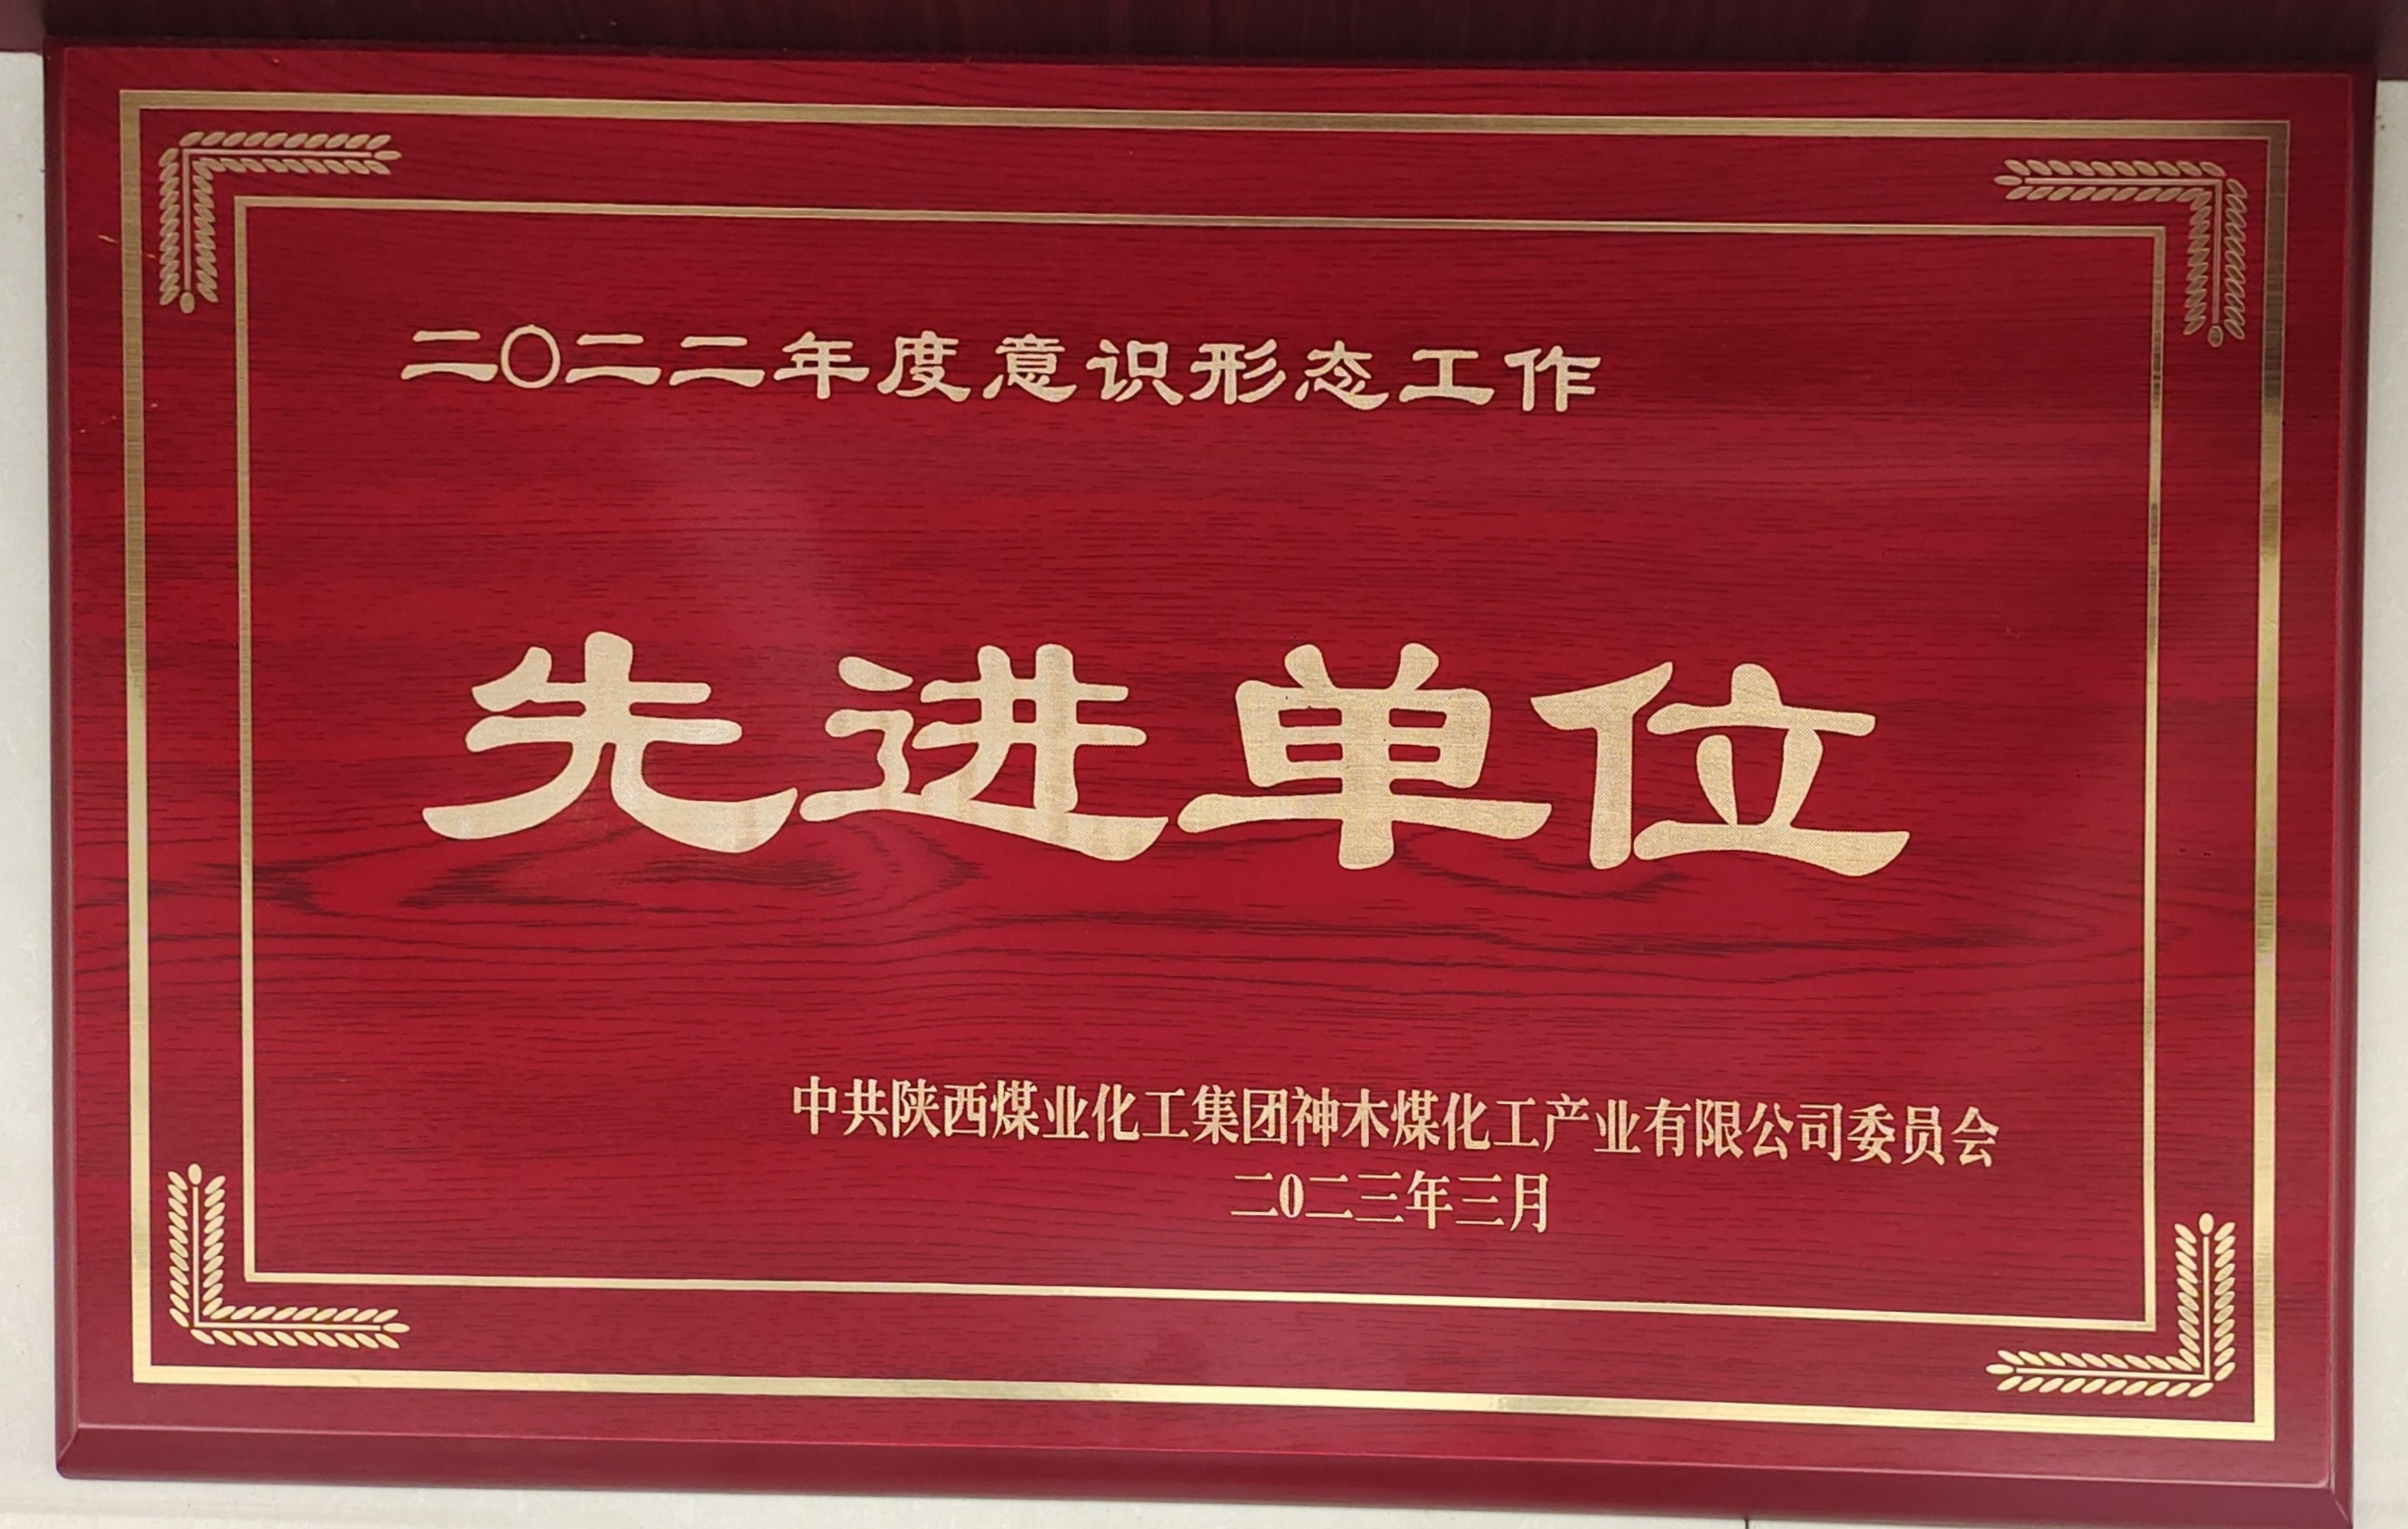 二〇二二年度意识形态工作
先进单位
中共陕西煤业化工集团神木煤化工产业有限公司委员会
二0二三年三月